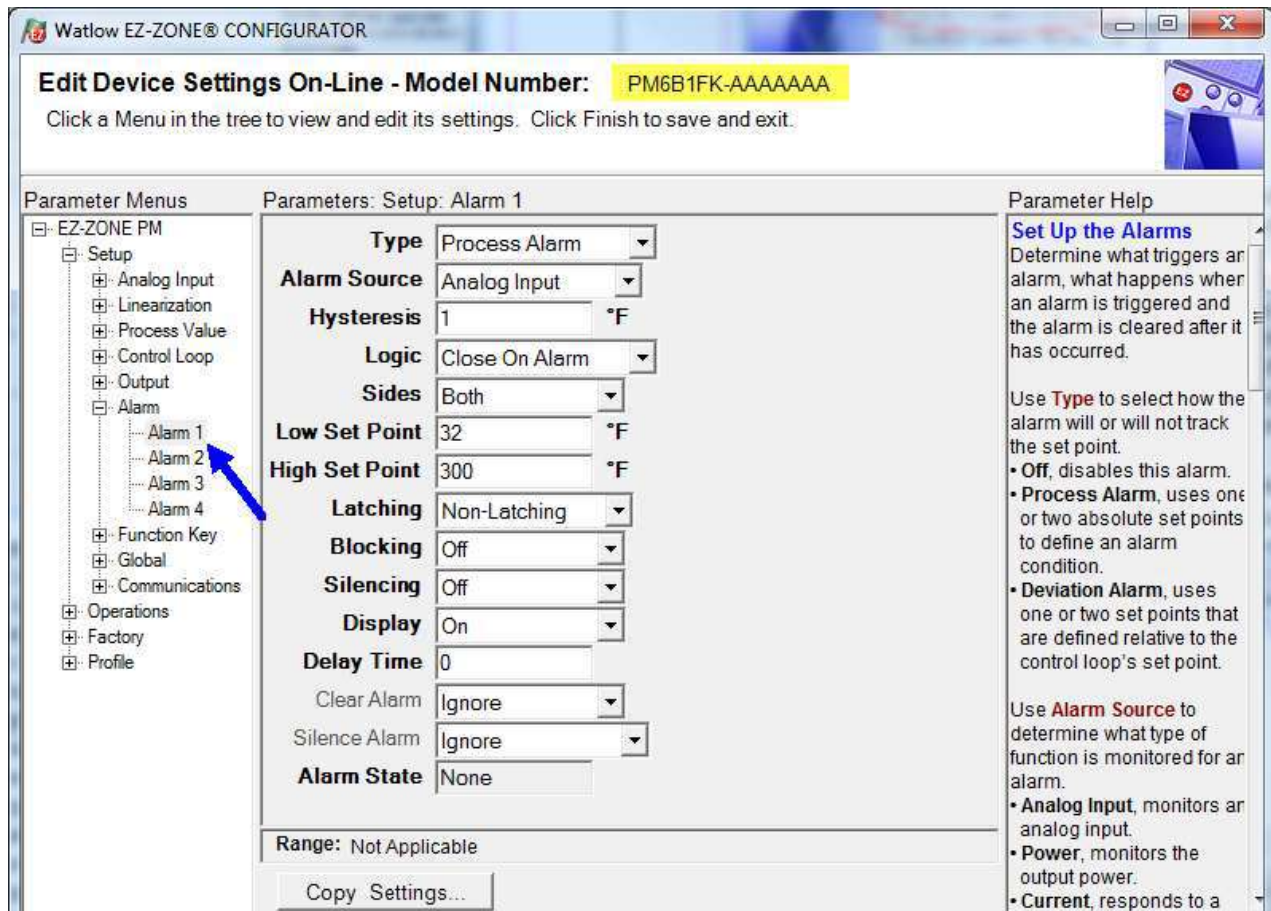 Watlow EZ-ZONE® CONFIGURATOR
Edit Device Settings On-Line - Model Number: PM6B1FK-AAAAAAA
Click a Menu in the tree to view and edit its settings. Click Finish to save and exit.
Parameter Menus
EZ-ZONE PM
Setup
Analog Input
Linearization
Process Value
Control Loop
Output
Alarm
Alarm 1
Alarm 2
Alarm 3
Alarm 4
Function Key
Global
Communications
Operations
Factory
Profile
Parameters: Setup: Alarm 1
Type Process Alarm
Alarm Source Analog Input
Hysteresis 1 °F
Logic Close On Alarm
Sides Both
Low Set Point 32 °F
High Set Point 300 °F
Latching Non-Latching
Blocking Off
Silencing Off
Display On
Delay Time 0
Clear Alarm Ignore
Silence Alarm Ignore
Alarm State None
Range: Not Applicable
Copy Settings...
Parameter Help
Set Up the Alarms
Determine what triggers an
alarm, what happens when
an alarm is triggered and
the alarm is cleared after it
has occurred.
Use Type to select how the
alarm will or will not track
the set point.
• Off, disables this alarm.
• Process Alarm, uses one
or two absolute set points
to define an alarm
condition.
• Deviation Alarm, uses
one or two set points that
are defined relative to the
control loop's set point.
Use Alarm Source to
determine what type of
function is monitored for an
alarm.
• Analog Input, monitors an
analog input.
• Power, monitors the
output power.
• Current, responds to a